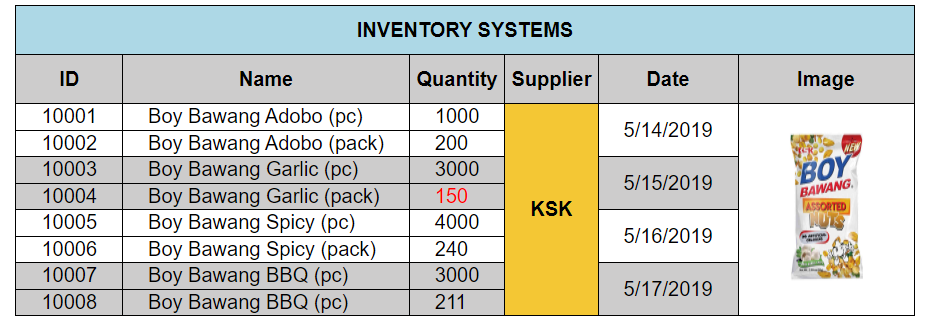 INVENTORY SYSTEMS
ID Name Quantity Supplier Date Image
10001 Boy Bawang Adobo (pc) 1000
5/14/2019
10002 Boy Bawang Adobo (pack) 200
10003 Boy Bawang Garlic (pc) 3000
5/15/2019
10004 Boy Bawang Garlic (pack) 150
KSK
10005 Boy Bawang Spicy (pc) 4000
5/16/2019
10006 Boy Bawang Spicy (pack) 240
10007 Boy Bawang BBQ (pc) 3000
5/17/2019
10008 Boy Bawang BBQ (pc) 211
NEW
BOY
BAWANG
ASSORTED
NUTS